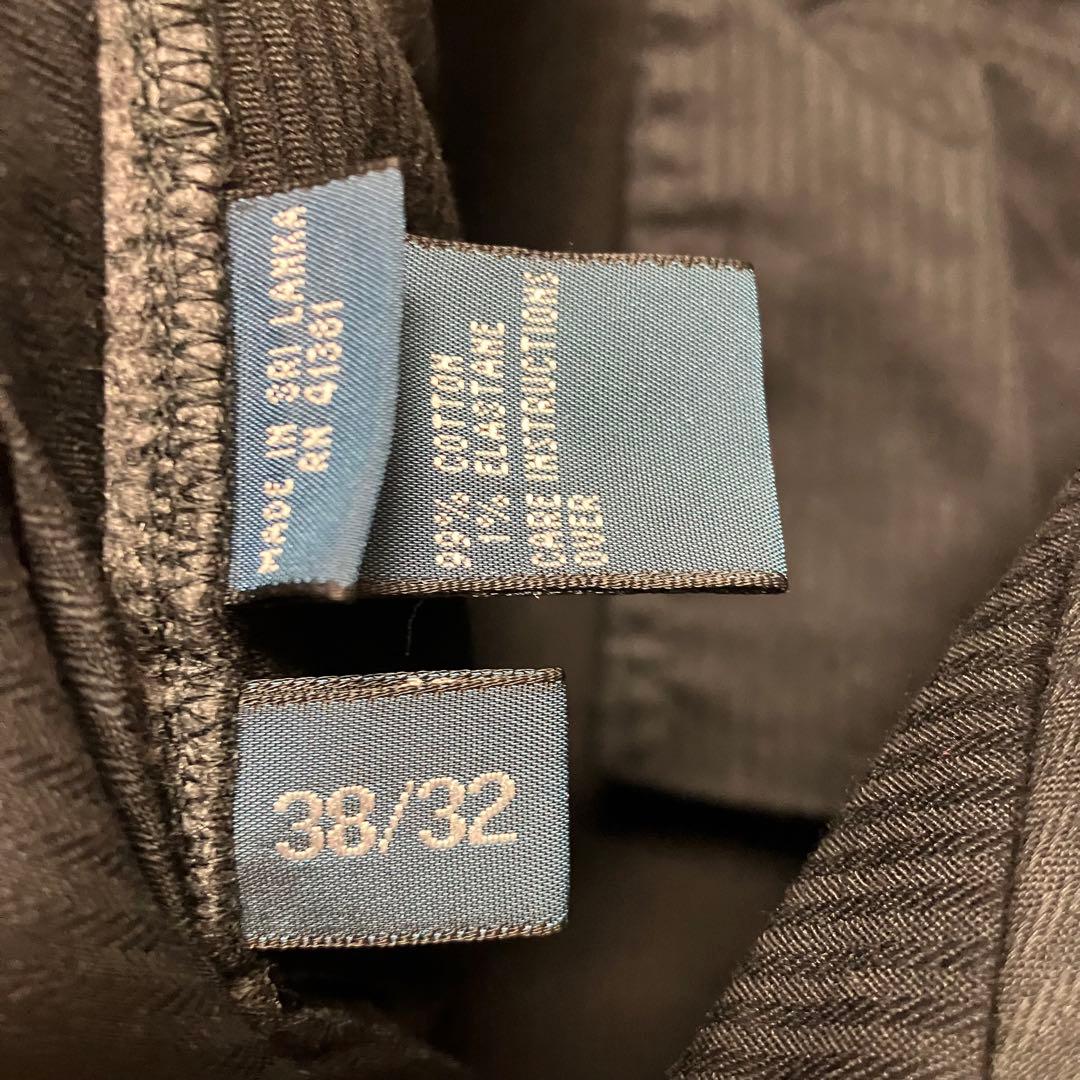 MADE IN SRI LANKA
RN 41381
99% COTTON
1% ELASTANE
CARE INSTRUCTIONS
OVER
38/32